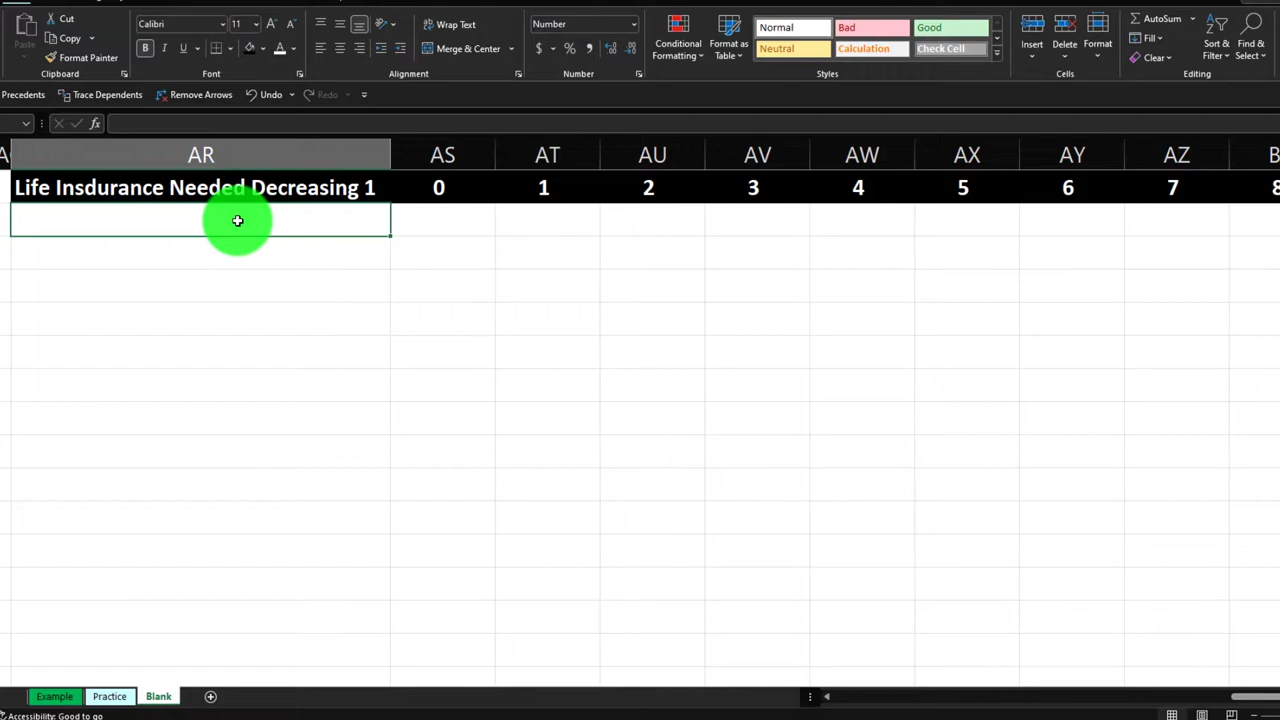 Cut
Calibri 11 A A
Wrap Text
Number
Normal Bad Good
AutoSum
Copy
Paste
Conditional Formatting
Format as Table
Insert Delete Format
Fill
Sort & Filter
Find & Select
Format Painter
B I U A
Merge & Center
$ %
Neutral Calculation Check Cell
Clear
Clipboard Font Alignment Number Styles Cells Editing
Precedents Trace Dependents Remove Arrows Undo Redo
fx
AR AS AT AU AV AW AX AY AZ B
Life Insdurance Needed Decreasing 1 0 1 2 3 4 5 6 7 8
Example Practice Blank
Accessibility: Good to go